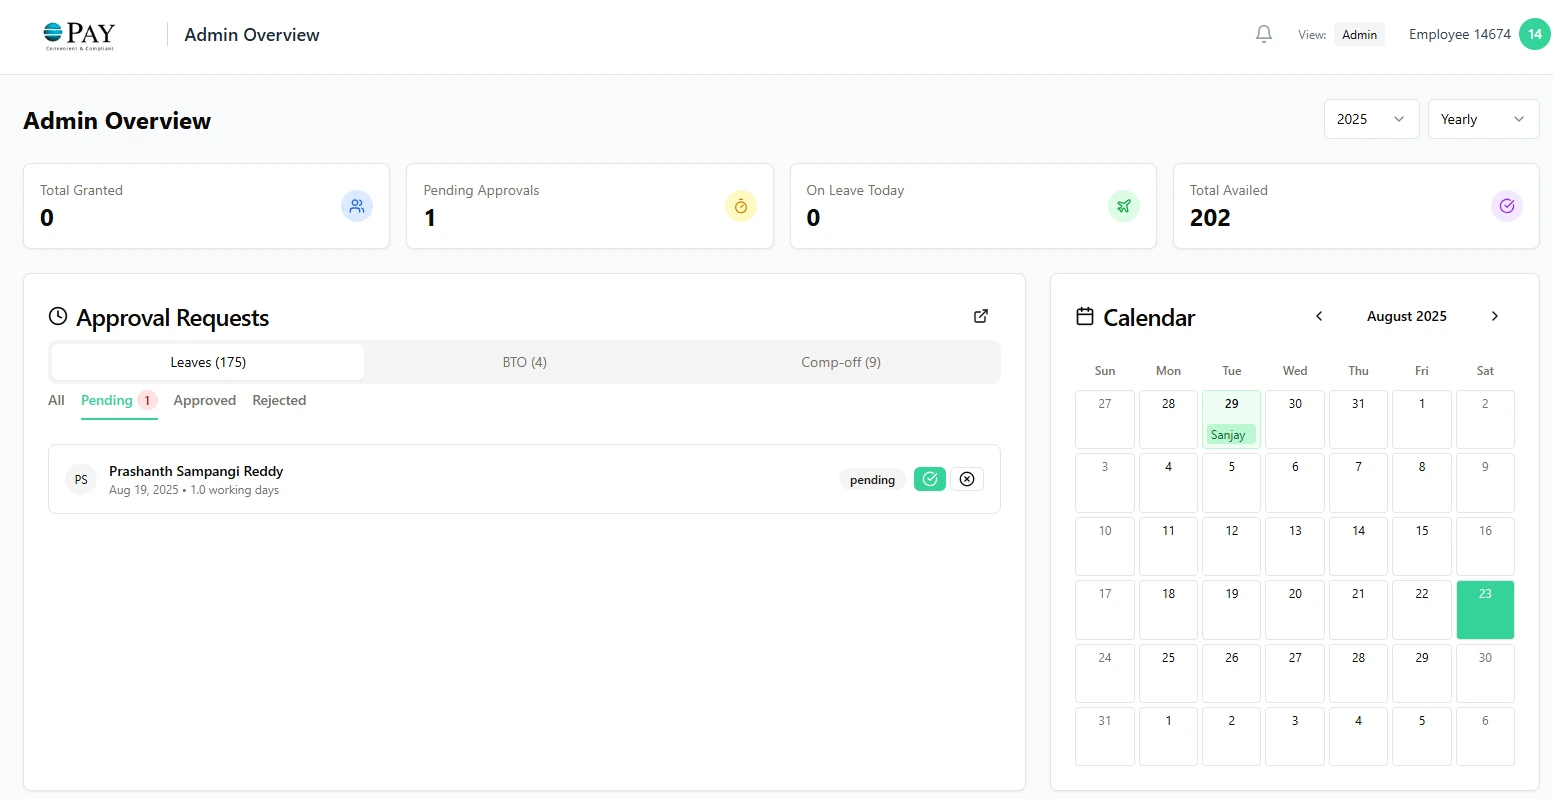 PAY
Convenient & Compliant
Admin Overview
View: Admin
Employee 14674
14
Admin Overview
2025
Yearly
Total Granted
0
Pending Approvals
1
On Leave Today
0
Total Availed
202
Approval Requests
Leaves (175)
BTO (4)
Comp-off (9)
All
Pending 1
Approved
Rejected
PS
Prashanth Sampangi Reddy
Aug 19, 2025 • 1.0 working days
pending
Calendar
August 2025
Sun Mon Tue Wed Thu Fri Sat
27 28 29 30 31 1 2
Sanjay
3 4 5 6 7 8 9
10 11 12 13 14 15 16
17 18 19 20 21 22 23
24 25 26 27 28 29 30
31 1 2 3 4 5 6